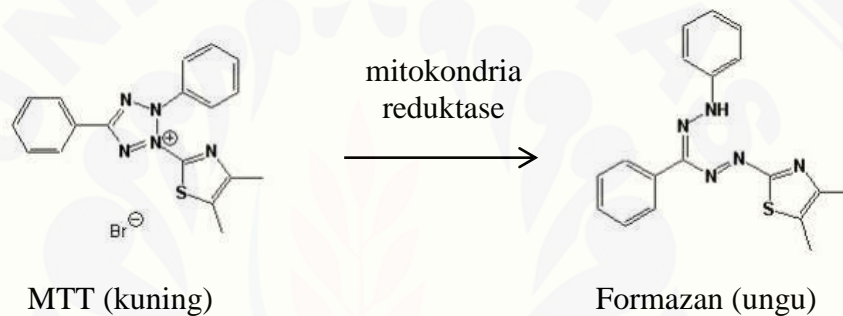 mitokondria
reduktase
N
N
N
N
⊕
N
S
Br⊖
NH
N
N
N
N
S
MTT (kuning)
Formazan (ungu)